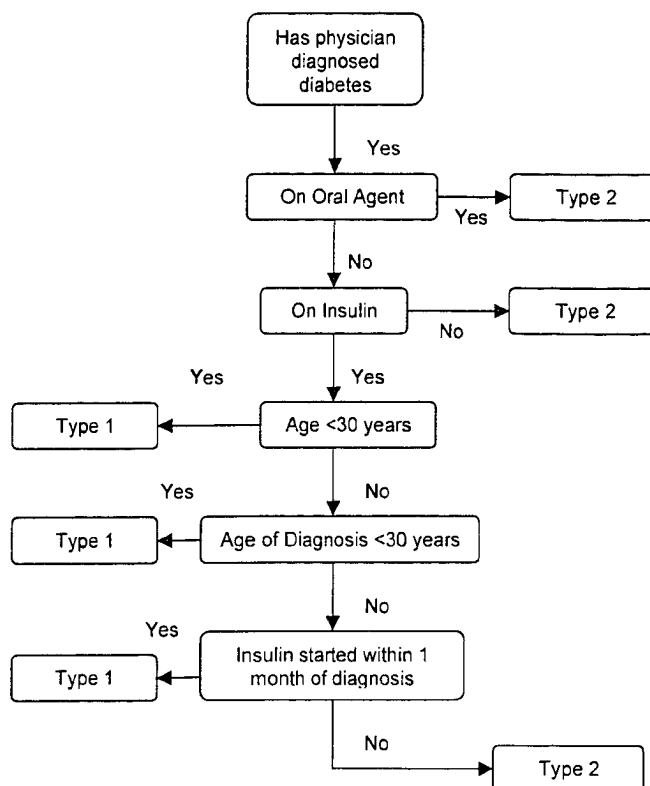 Has physician
diagnosed
diabetes
Yes
On Oral Agent
Yes
Type 2
No
On Insulin
No
Type 2
Yes
Yes
Type 1
Age <30 years
Yes
No
Type 1
Age of Diagnosis <30 years
No
Yes
Type 1
Insulin started within 1
month of diagnosis
No
Type 2